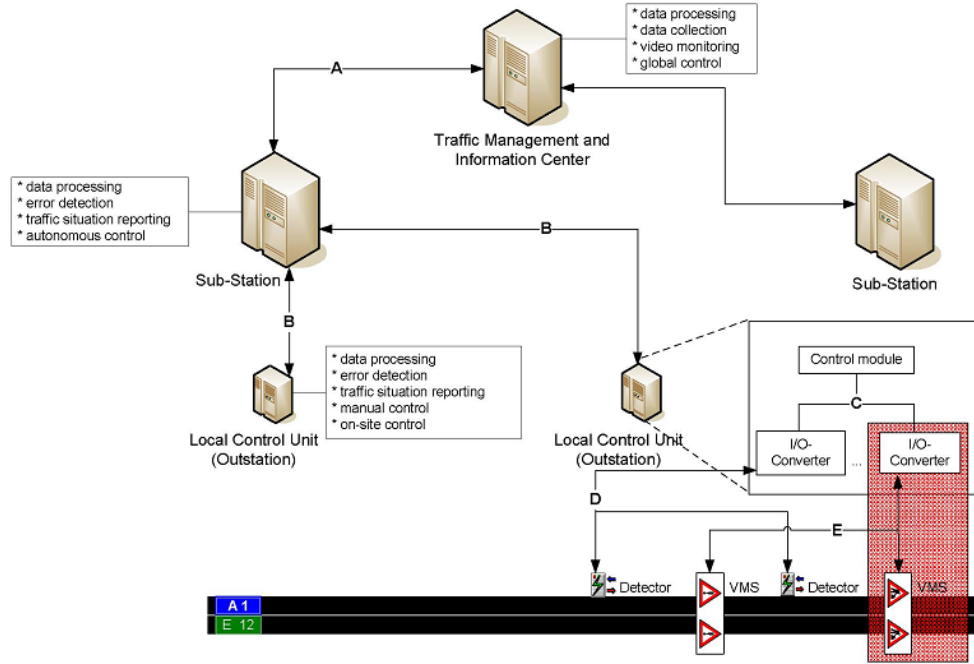 * data processing
* data collection
* video monitoring
* global control
A
Traffic Management and
Information Center
* data processing
* error detection
* traffic situation reporting
* autonomous control
B
Sub-Station
Sub-Station
B
* data processing
* error detection
* traffic situation reporting
* manual control
* on-site control
Control module
C
Local Control Unit
(Outstation)
Local Control Unit
(Outstation)
I/O-
Converter
...
I/O-
Converter
D
E
Detector
VMS
Detector
VMS
A 1
E 12